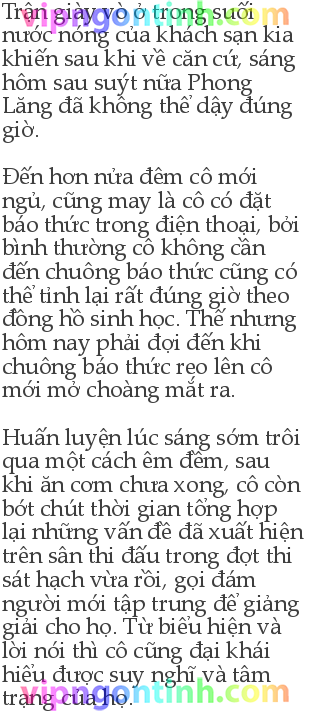 Trận giày vò ở trong suối
nước nóng của khách sạn kia
khiến sau khi về căn cứ, sáng
hôm sau suýt nữa Phong
Lăng đã không thể dậy đúng
giờ.
Đến hơn nửa đêm cô mới
ngủ, cũng may là cô có đặt
báo thức trong điện thoại, bởi
bình thường cô không cần
đến chuông báo thức cũng có
thể tỉnh lại rất đúng giờ theo
đồng hồ sinh học. Thế nhưng
hôm nay phải đợi đến khi
chuông báo thức reo lên cô
mới mở choàng mắt ra.
Huấn luyện lúc sáng sớm trôi
qua một cách êm đềm, sau
khi ăn cơm chưa xong, cô còn
bớt chút thời gian tổng hợp
lại những vấn đề đã xuất hiện
trên sân thi đấu trong đợt thi
sát hạch vừa rồi, gọi đám
người mới tập trung để giảng
giải cho họ. Từ biểu hiện và
lời nói thì cô cũng đại khái
hiểu được suy nghĩ và tâm
trạng của họ.
vipngontinh.com
vipngontinh.com